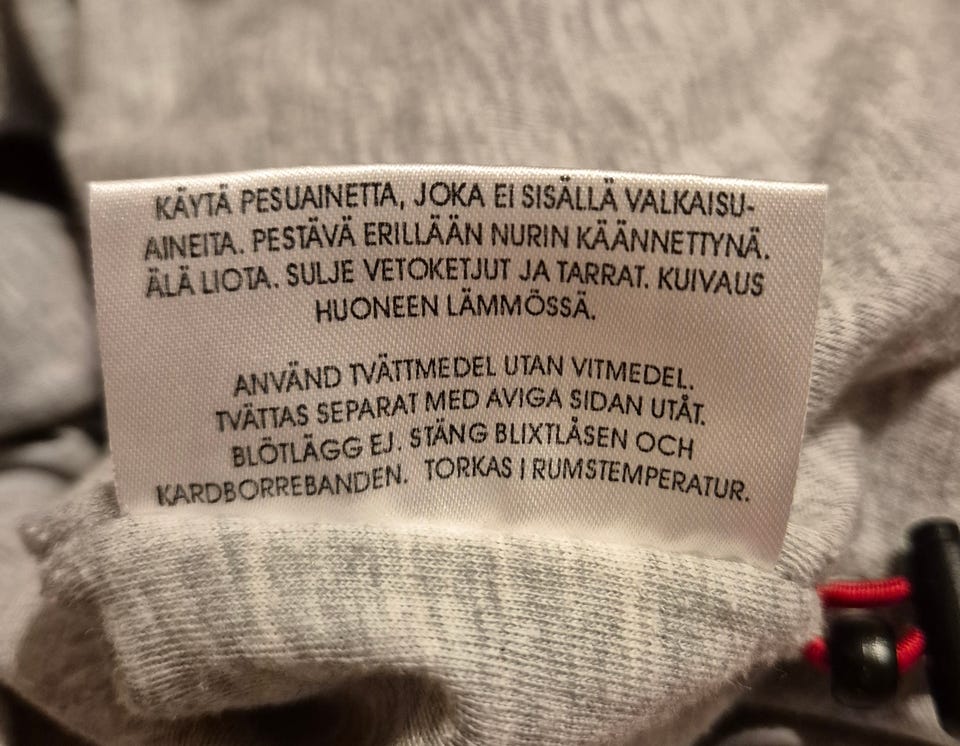 KÄYTÄ PESUAINETTA, JOKA EI SISÄLLÄ VALKAISU-
AINEITA. PESTÄVÄ ERILLÄÄN NURIN KÄÄNNETTYNÄ.
ÄLÄ LIOTA. SULJE VETOKETJUT JA TARRAT. KUIVAUS
HUONEEN LÄMMÖSSÄ.
ANVÄND TVÄTTMEDEL UTAN VITMEDEL.
TVÄTTAS SEPARAT MED AVIGA SIDAN UTÅT.
BLÖTLÄGG EJ. STÄNG BLIXTLÅSEN OCH
KARDBORREBANDEN. TORKAS I RUMSTEMPERATUR.